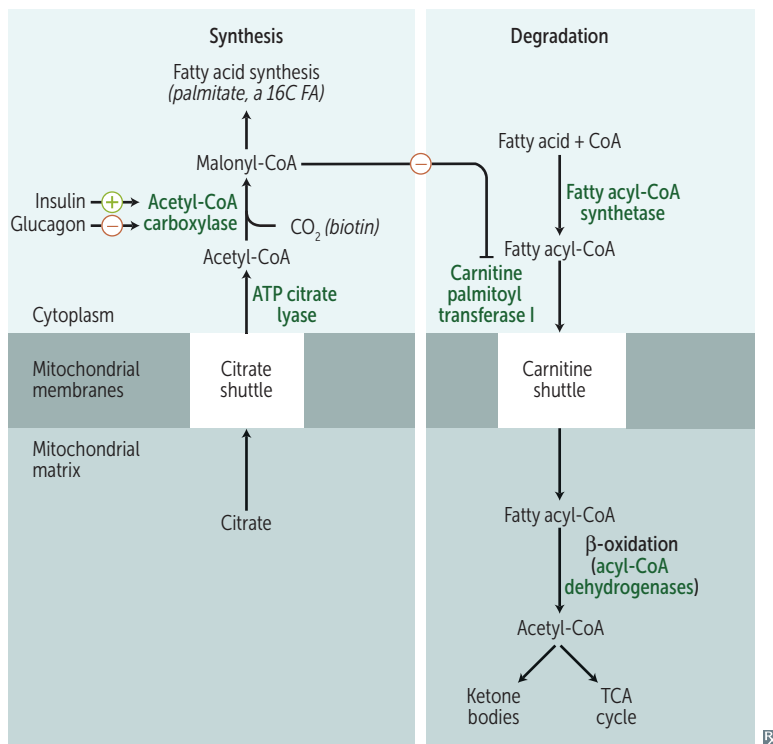 Synthesis
Fatty acid synthesis
(palmitate, a 16C FA)
Malonyl-CoA
−
Insulin
+
Acetyl-CoA
carboxylase
Glucagon
−
CO2 (biotin)
Acetyl-CoA
ATP citrate
lyase
Cytoplasm
Mitochondrial
membranes
Citrate
shuttle
Mitochondrial
matrix
Citrate
Degradation
Fatty acid + CoA
Fatty acyl-CoA
synthetase
Fatty acyl-CoA
Carnitine
palmitoyl
transferase I
Carnitine
shuttle
Fatty acyl-CoA
β-oxidation
(acyl-CoA
dehydrogenases)
Acetyl-CoA
Ketone
bodies
TCA
cycle
℞